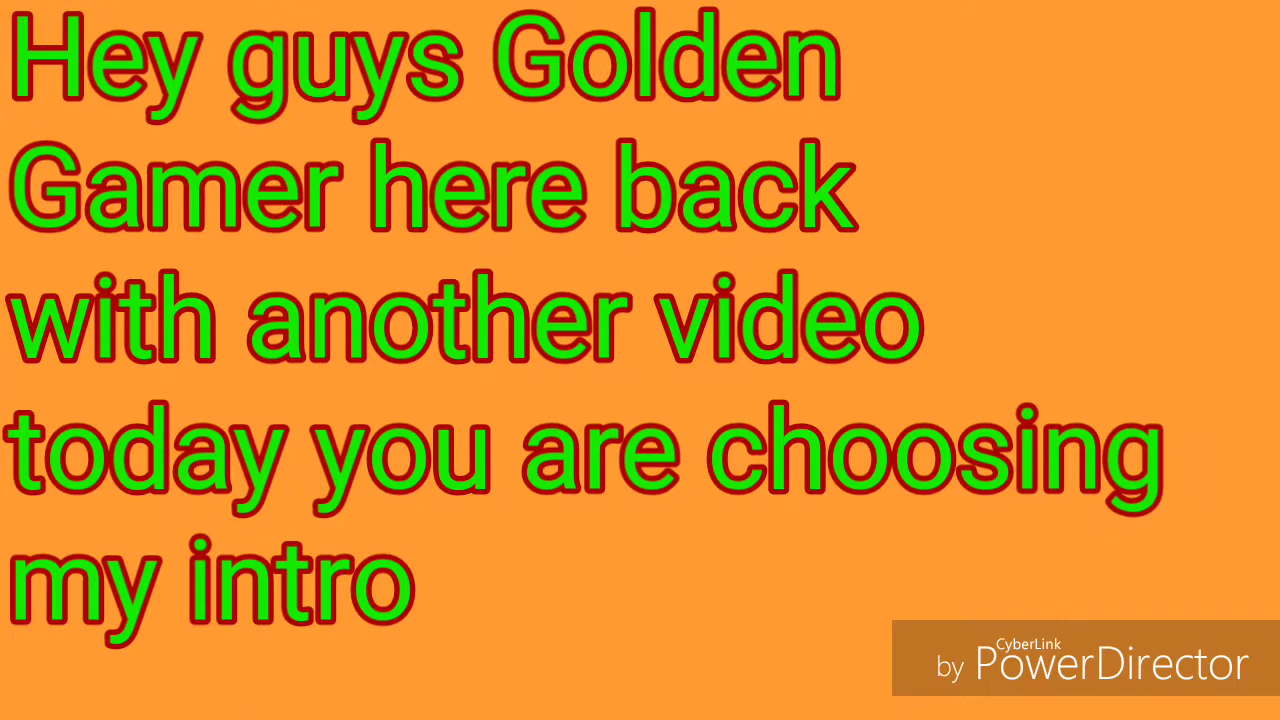 Hey guys Golden
Gamer here back
with another video
today you are choosing
my intro
CyberLink
by PowerDirector